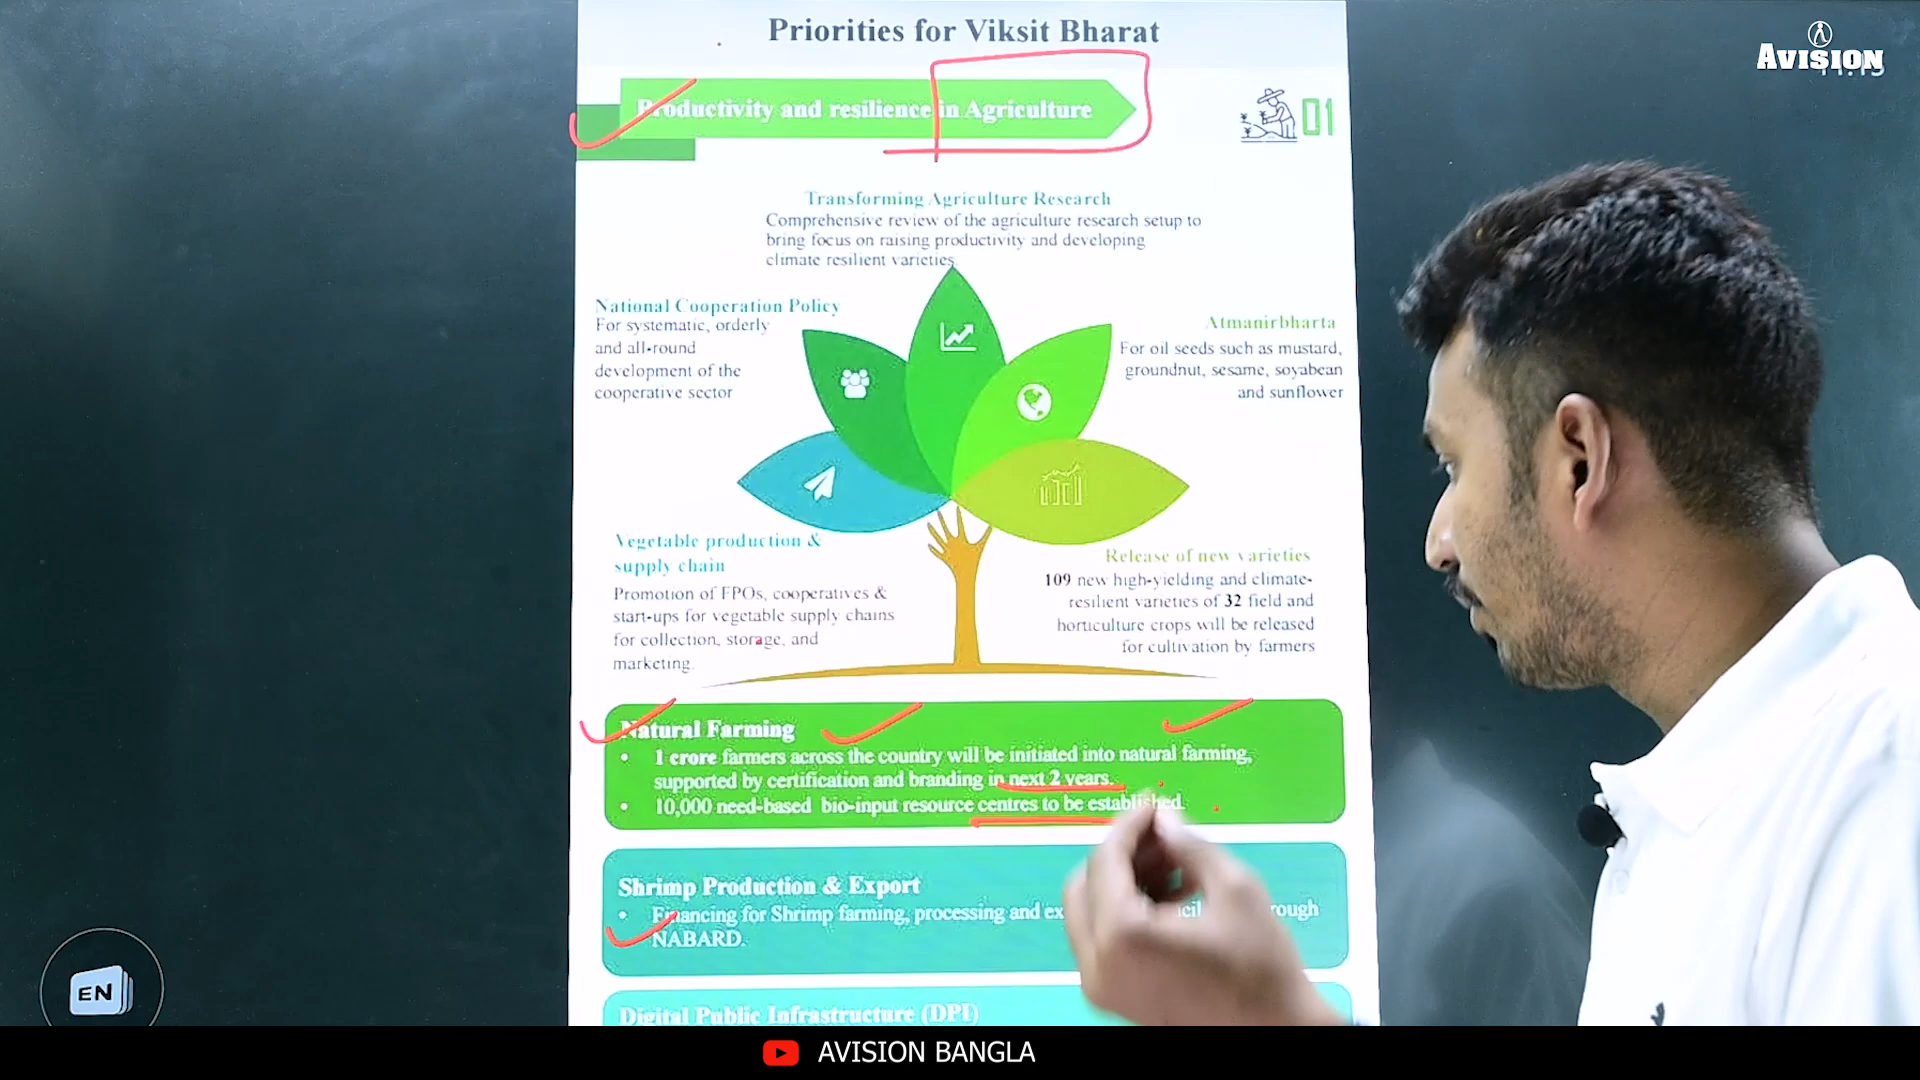 Priorities for Viksit Bharat
AVISION
Productivity and resilience in Agriculture
01
Transforming Agriculture Research
Comprehensive review of the agriculture research setup to
bring focus on raising productivity and developing
climate resilient varieties.
National Cooperation Policy
For systematic, orderly
and all-round
development of the
cooperative sector
Atmanirbharta
For oil seeds such as mustard,
groundnut, sesame, soyabean
and sunflower
Vegetable production &
supply chain
Promotion of FPOs, cooperatives &
start-ups for vegetable supply chains
for collection, storage, and
marketing.
Release of new varieties
109 new high-yielding and climate-
resilient varieties of 32 field and
horticulture crops will be released
for cultivation by farmers
Natural Farming
• 1 crore farmers across the country will be initiated into natural farming,
supported by certification and branding in next 2 years.
• 10,000 need-based bio-input resource centres to be established.
Shrimp Production & Export
• Financing for Shrimp farming, processing and
NABARD.
Digital Public Infrastructure (DPI)
EN
AVISION BANGLA